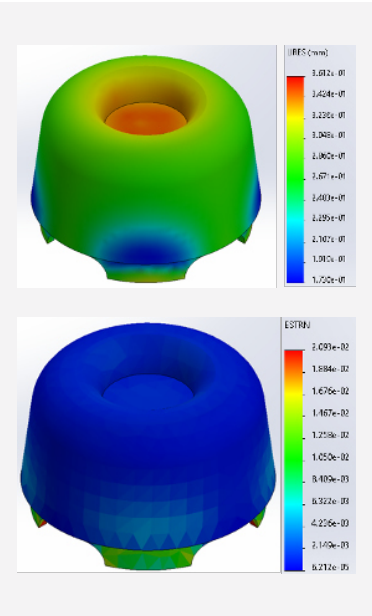 URES (mm)
3.612e-01
3.424e-01
3.236e-01
3.048e-01
2.860e-01
2.671e-01
2.483e-01
2.295e-01
2.107e-01
1.730e-01
ESTRN
2.093e-02
1.884e-02
1.676e-02
1.467e-02
1.258e-02
1.050e-02
8.409e-03
6.322e-03
4.236e-03
2.149e-03
6.212e-05